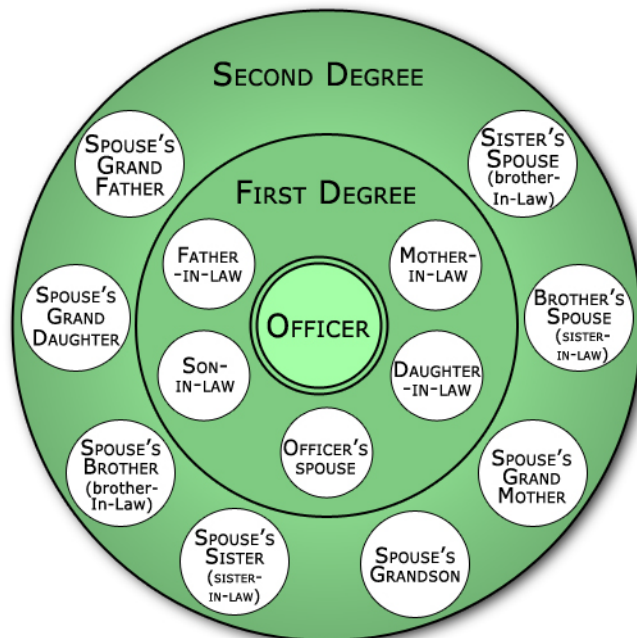 SECOND DEGREE
SPOUSE'S
GRAND
FATHER
SISTER'S
SPOUSE
(brother-
In-Law)
FIRST DEGREE
FATHER
-IN-LAW
MOTHER-
IN-LAW
SPOUSE'S
GRAND
DAUGHTER
OFFICER
BROTHER'S
SPOUSE
(SISTER-
IN-LAW)
SON-
IN-LAW
DAUGHTER
-IN-LAW
SPOUSE'S
BROTHER
(brother-
In-Law)
OFFICER'S
SPOUSE
SPOUSE'S
GRAND
MOTHER
SPOUSE'S
SISTER
(SISTER-
IN-LAW)
SPOUSE'S
GRANDSON